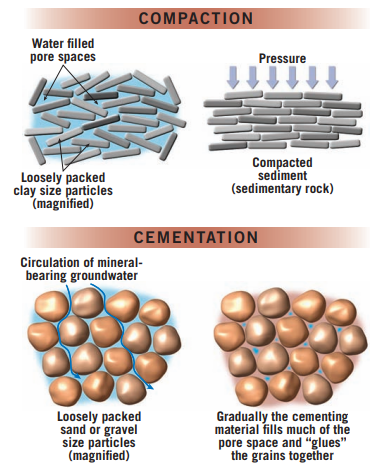 COMPACTION
Water filled
pore spaces
Pressure
Loosely packed
clay size particles
(magnified)
Compacted
sediment
(sedimentary rock)
CEMENTATION
Circulation of mineral-
bearing groundwater
Loosely packed
sand or gravel
size particles
(magnified)
Gradually the cementing
material fills much of the
pore space and “glues”
the grains together